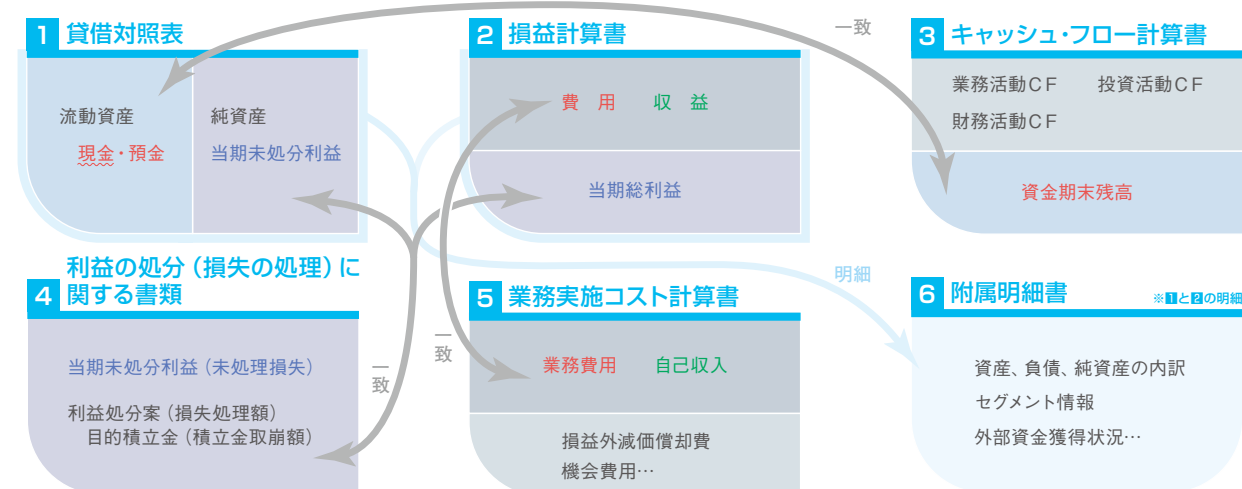 1 貸借対照表
流動資産
現金・預金
純資産
当期未処分利益
2 損益計算書
費 用 収 益
当期総利益
一致
3 キャッシュ・フロー計算書
業務活動CF 投資活動CF
財務活動CF
資金期末残高
4 利益の処分(損失の処理)に
関する書類
当期未処分利益(未処理損失)
利益処分案(損失処理額)
目的積立金(積立金取崩額)
一致
一致
5 業務実施コスト計算書
業務費用 自己収入
損益外減価償却費
機会費用…
明細
6 附属明細書 ※1と2の明細
資産、負債、純資産の内訳
セグメント情報
外部資金獲得状況…